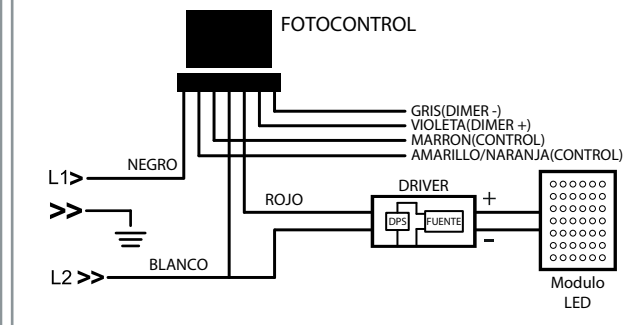 FOTOCONTROL
GRIS(DIMER -)
VIOLETA(DIMER +)
MARRON(CONTROL)
AMARILLO/NARANJA(CONTROL)
NEGRO
L1>
>>
ROJO
DRIVER
DPS
FUENTE
+
-
BLANCO
L2 >>
Modulo
LED